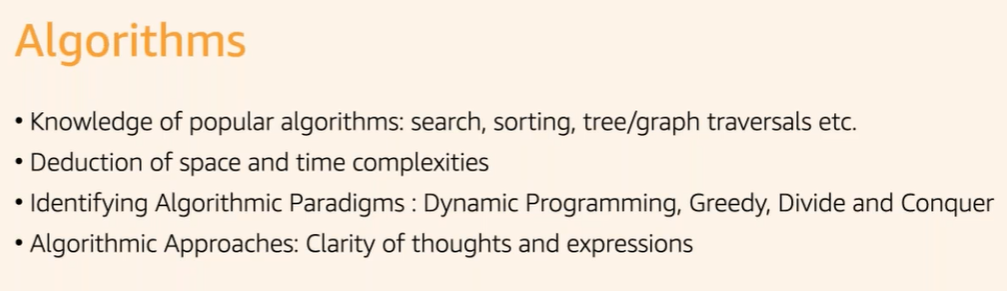 Algorithms
• Knowledge of popular algorithms: search, sorting, tree/graph traversals etc.
• Deduction of space and time complexities
• Identifying Algorithmic Paradigms : Dynamic Programming, Greedy, Divide and Conquer
• Algorithmic Approaches: Clarity of thoughts and expressions